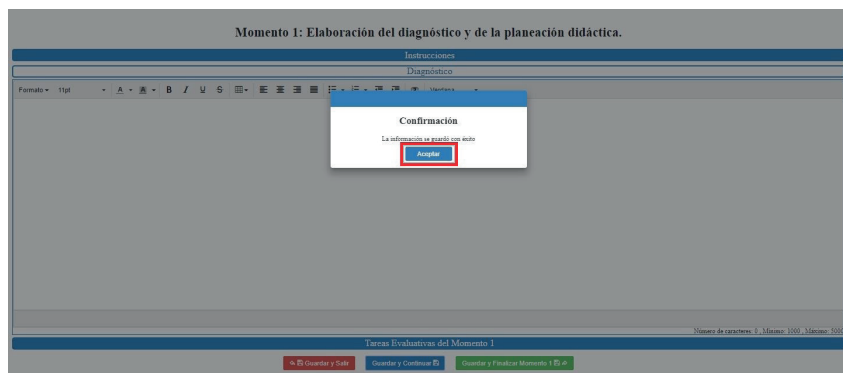 Momento 1: Elaboración del diagnóstico y de la planeación didáctica.
Instrucciones
Diagnóstico
Formato 11pt A A B I U S
Confirmación
La información se guardó con éxito
Aceptar
Número de caracteres: 0 , Mínimo: 1000 , Máximo: 5000
Tareas Evaluativas del Momento 1
Guardar y Salir Guardar y Continuar Guardar y Finalizar Momento 1